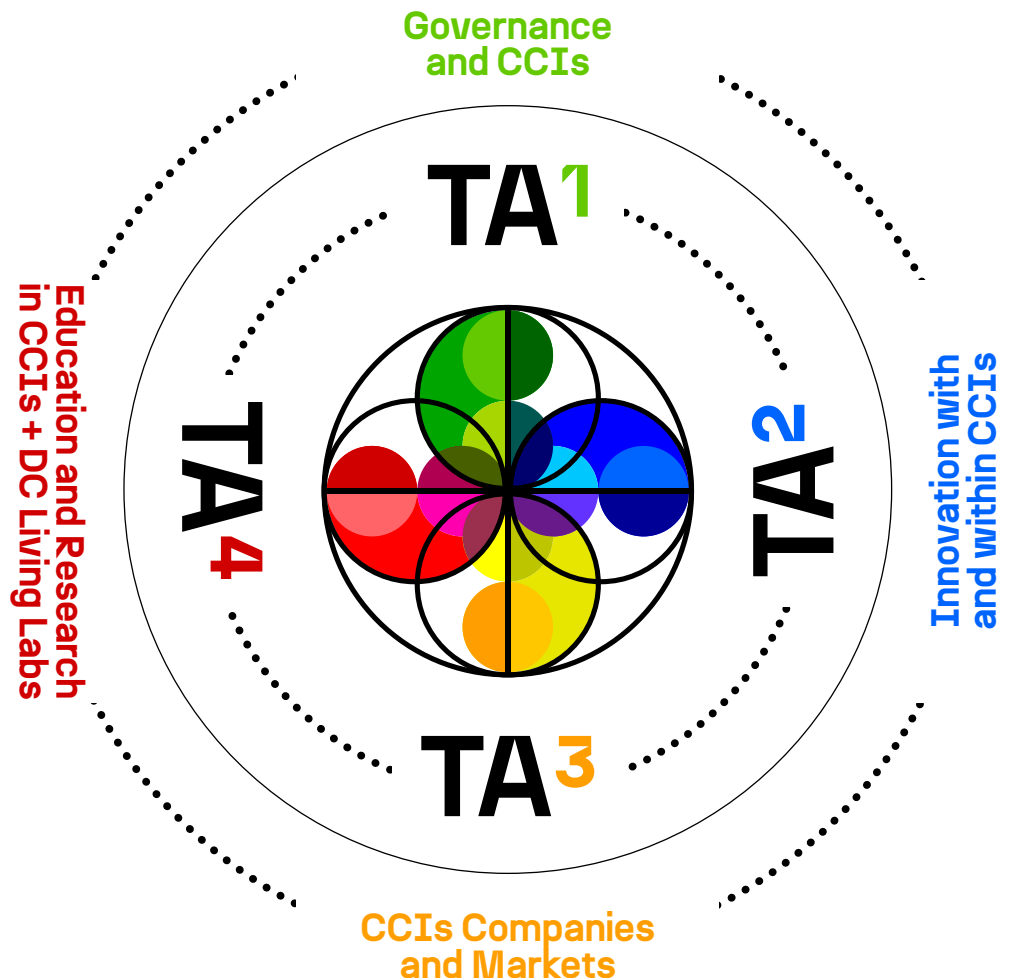 Governance
and CCIs
TA1
Innovation with
and within CCIs
TA2
TA3
CCIs Companies
and Markets
Education and Research
in CCIs + DC Living Labs
TA4